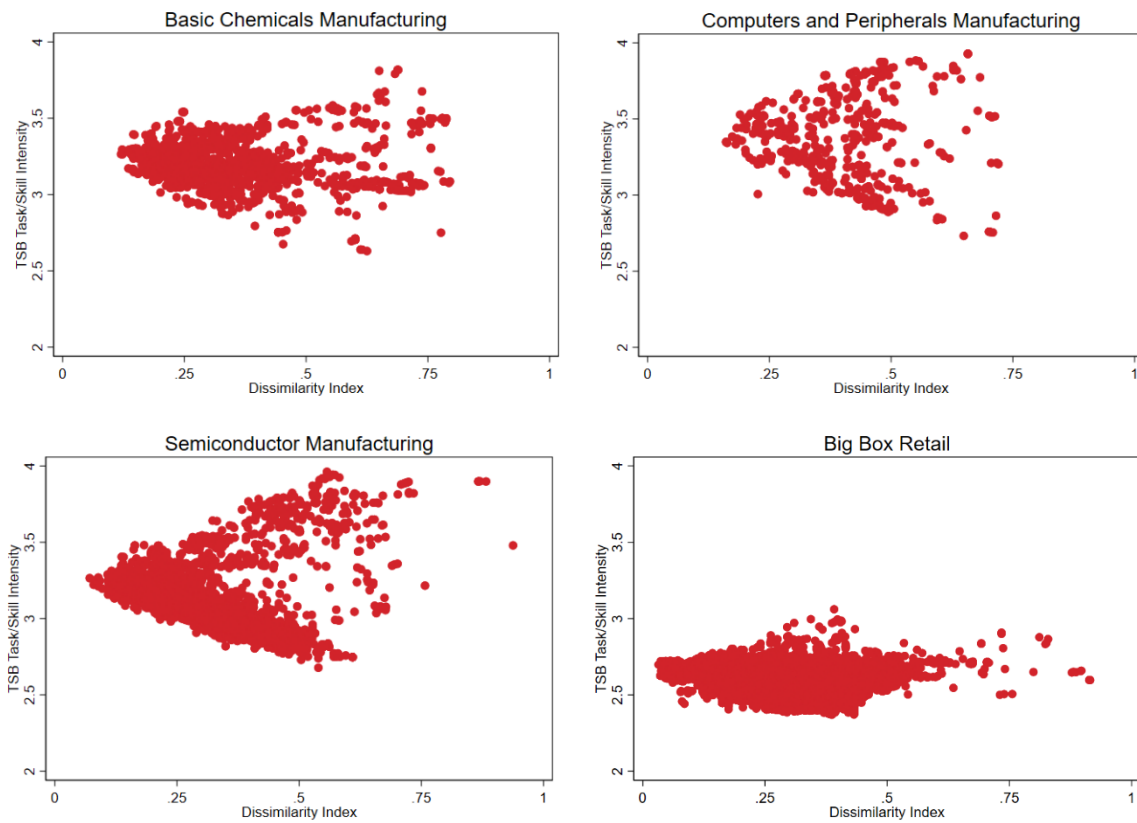 Basic Chemicals Manufacturing
TSB Task/Skill Intensity
4
3.5
3
2.5
2
0 .25 .5 .75 1
Dissimilarity Index
Computers and Peripherals Manufacturing
TSB Task/Skill Intensity
4
3.5
3
2.5
2
0 .25 .5 .75 1
Dissimilarity Index
Semiconductor Manufacturing
TSB Task/Skill Intensity
4
3.5
3
2.5
2
0 .25 .5 .75 1
Dissimilarity Index
Big Box Retail
TSB Task/Skill Intensity
4
3.5
3
2.5
2
0 .25 .5 .75 1
Dissimilarity Index